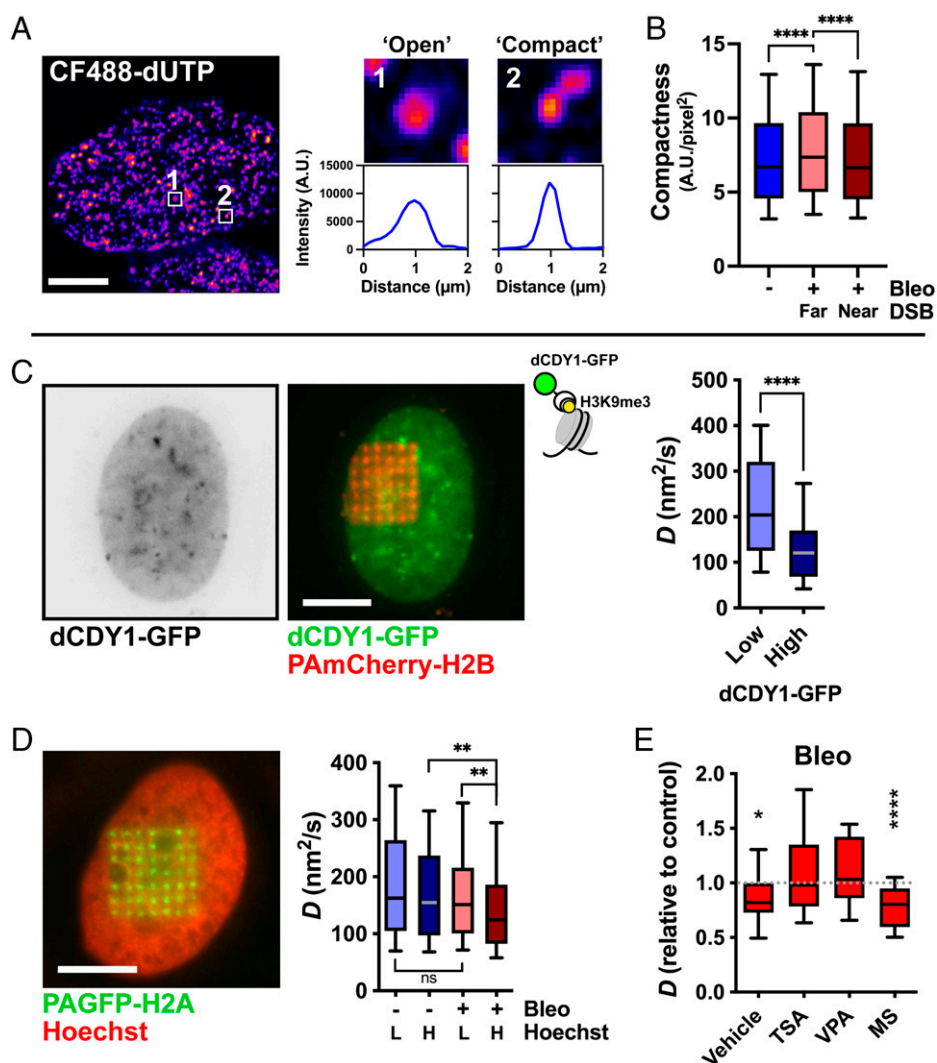 A
CF488-dUTP
1
2
'Open'
'Compact'
1
2
Intensity (A.U.)
15000
10000
5000
0
0 1 2
0 1 2
Distance (µm)
Distance (µm)
B
****
****
Compactness
(A.U./pixel²)
15
10
5
0
- + + Bleo
Far Near DSB
C
dCDY1-GFP
dCDY1-GFP
PAmCherry-H2B
dCDY1-GFP
H3K9me3
****
D (nm²/s)
500
400
300
200
100
0
Low
High
dCDY1-GFP
D
PAGFP-H2A
Hoechst
**
**
D (nm²/s)
400
300
200
100
0
ns
- - + + Bleo
L H L H Hoechst
E
Bleo
D (relative to control)
2.0
1.5
1.0
0.5
0.0
*
****
Vehicle
TSA
VPA
MS